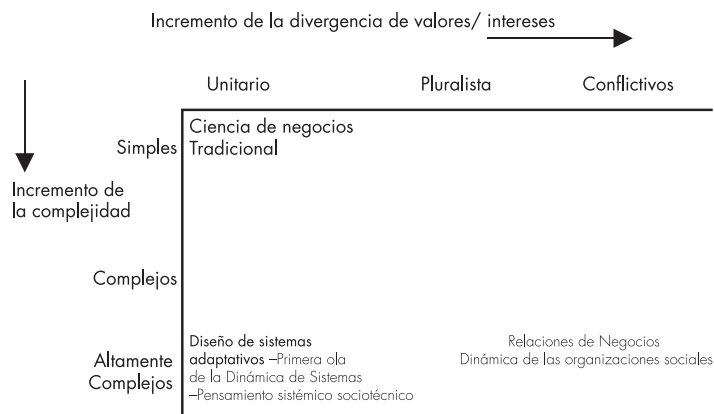 Incremento de la divergencia de valores/ intereses
Unitario
Pluralista
Conflictivos
Simples
Ciencia de negocios
Tradicional
Incremento de
la complejidad
Complejos
Altamente
Complejos
Diseño de sistemas
adaptativos –Primera ola
de la Dinámica de Sistemas
–Pensamiento sistémico sociotécnico
Relaciones de Negocios
Dinámica de las organizaciones sociales